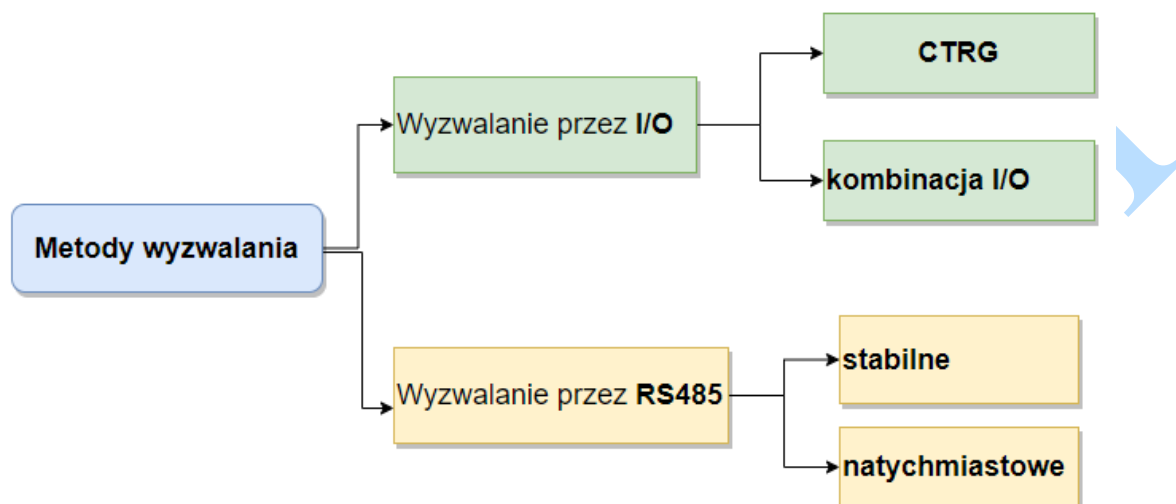 Metody wyzwalania
Wyzwalanie przez I/O
CTRG
kombinacja I/O
Wyzwalanie przez RS485
stabilne
natychmiastowe